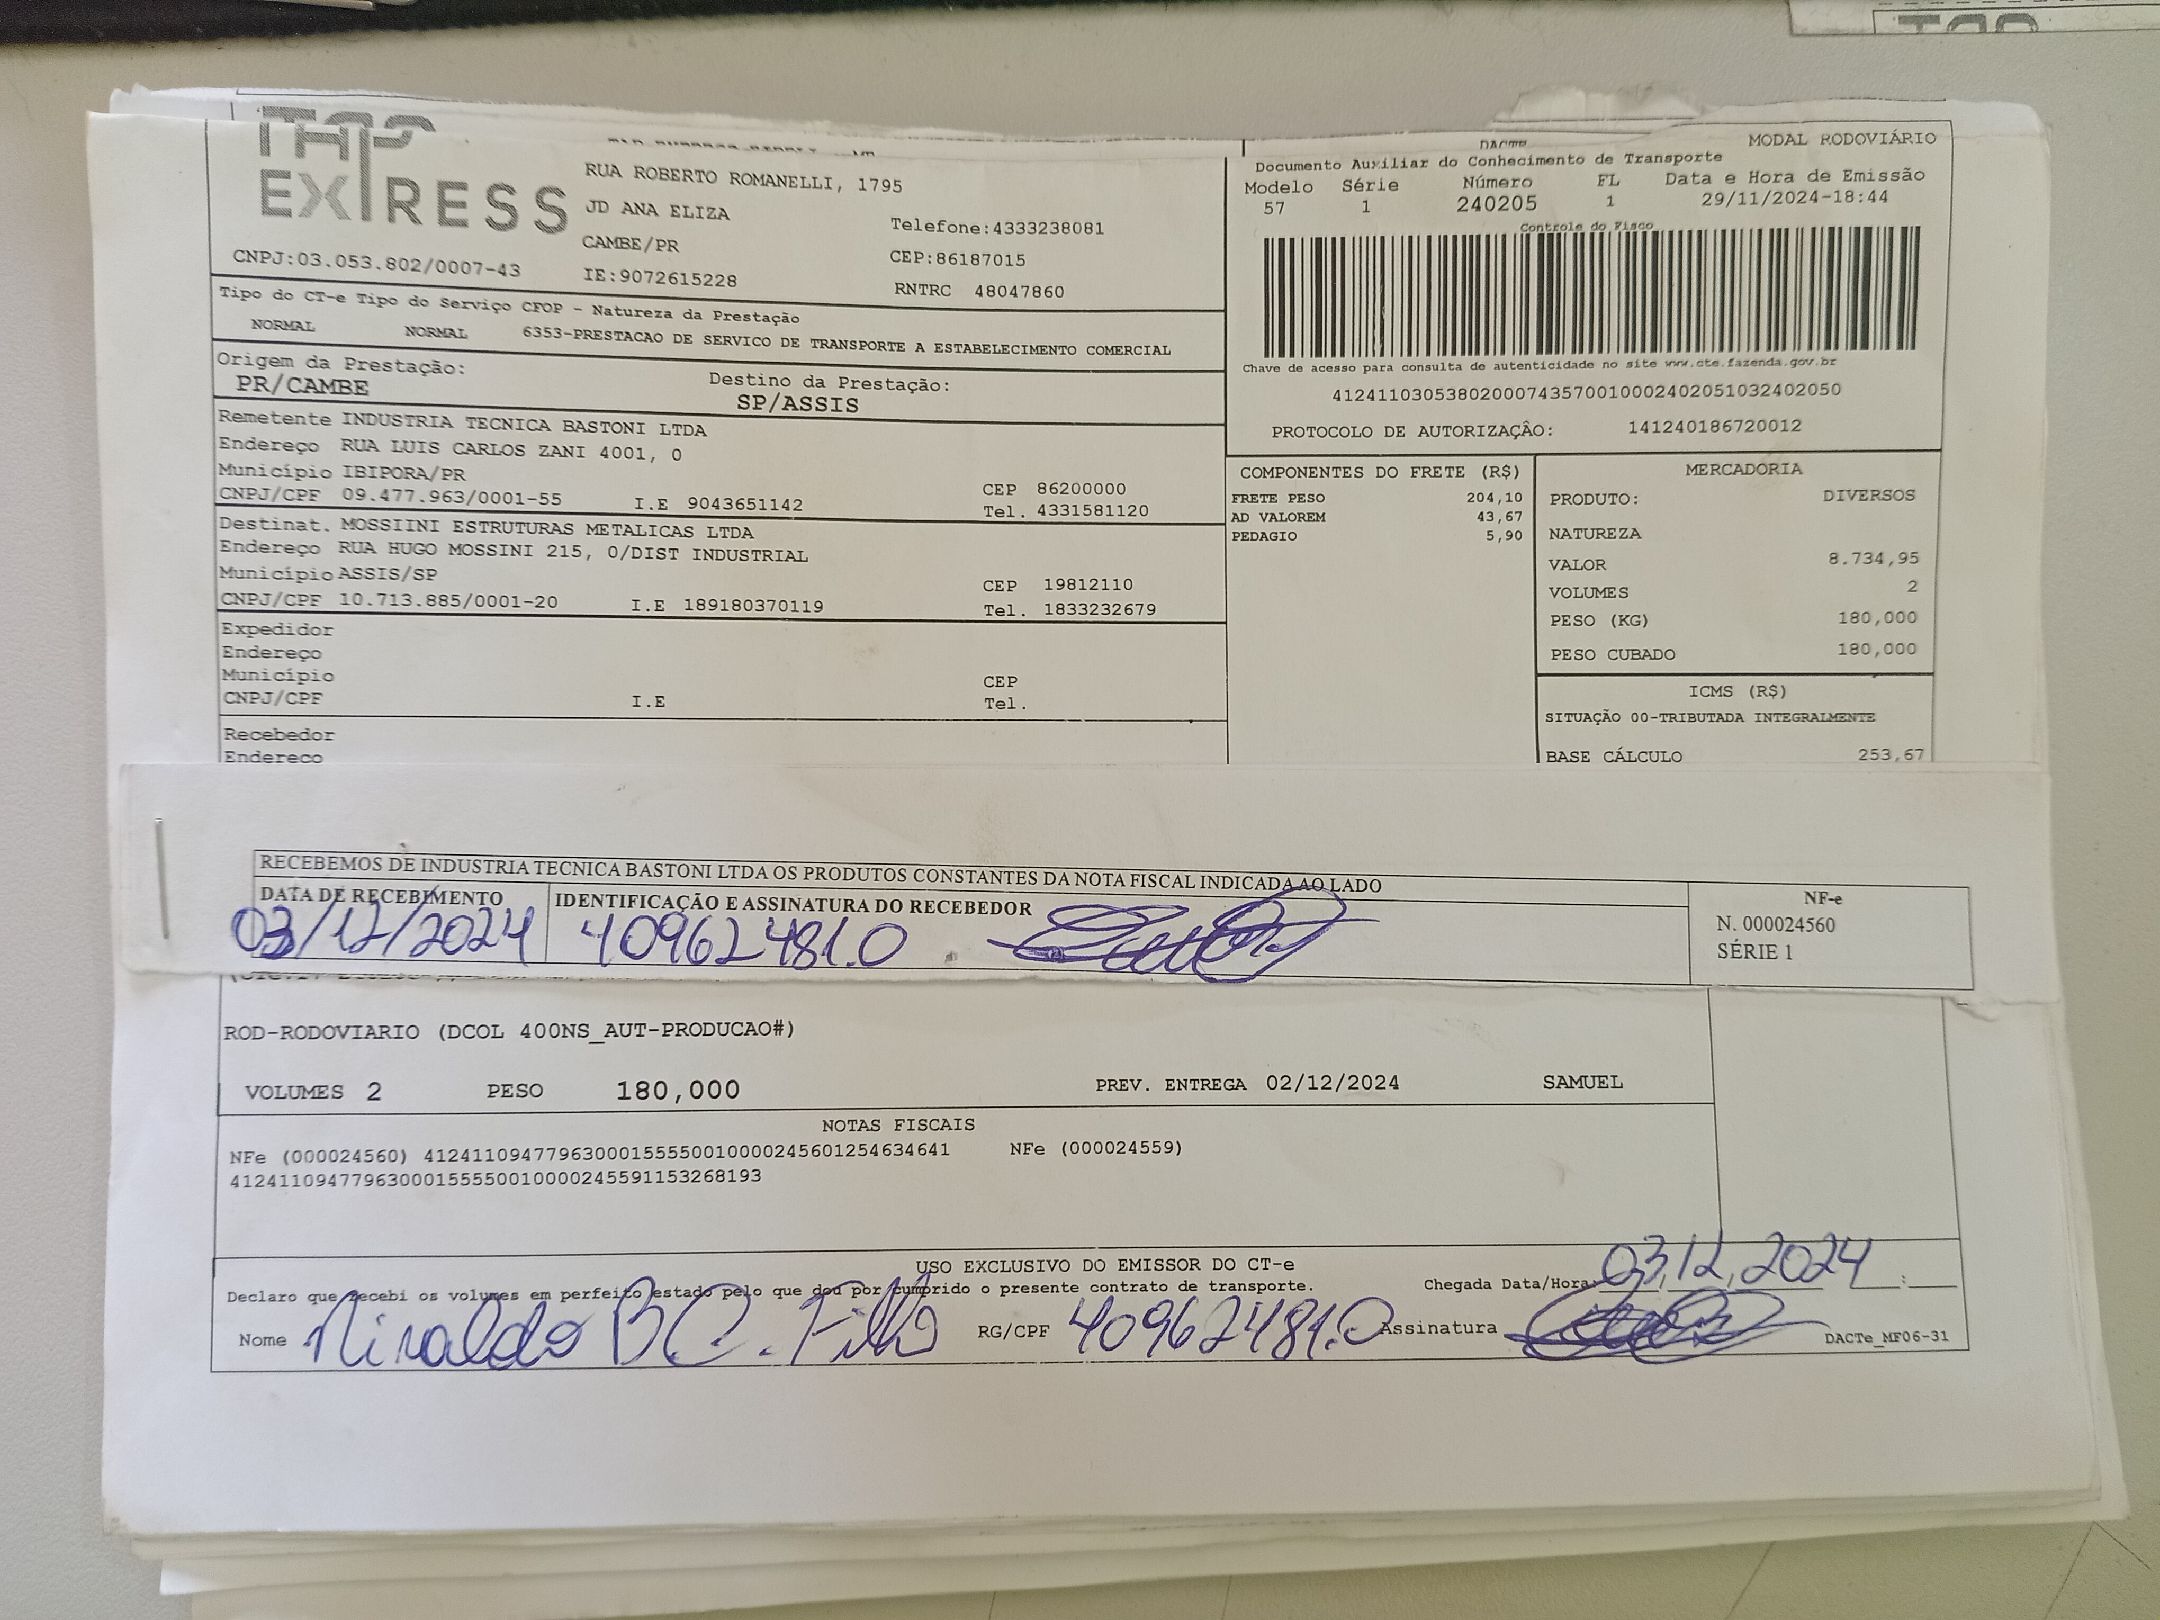 TAP
EXPRESS
CNPJ:03.053.802/0007-43
RUA ROBERTO ROMANELLI, 1795
JD ANA ELIZA
CAMBE/PR
IE:9072615228
Telefone:4333238081
CEP:86187015
RNTRC 48047860
MODAL RODOVIÁRIO
Documento Auxiliar do Conhecimento de Transporte
Modelo Série Número FL Data e Hora de Emissão
57 1 240205 1 29/11/2024-18:44
Controle do Fisco
Chave de acesso para consulta de autenticidade no site www.cte.fazenda.gov.br
41241103053802000743570010002402051032402050
PROTOCOLO DE AUTORIZAÇÂO: 141240186720012
Tipo do CT-e Tipo do Serviço CFOP - Natureza da Prestação
NORMAL NORMAL 6353-PRESTACAO DE SERVICO DE TRANSPORTE A ESTABELECIMENTO COMERCIAL
Origem da Prestação: Destino da Prestação:
PR/CAMBE SP/ASSIS
Remetente INDUSTRIA TECNICA BASTONI LTDA
Endereço RUA LUIS CARLOS ZANI 4001, 0
Município IBIPORA/PR CEP 86200000
CNPJ/CPF 09.477.963/0001-55 I.E 9043651142 Tel. 4331581120
Destinat. MOSSIINI ESTRUTURAS METALICAS LTDA
Endereço RUA HUGO MOSSINI 215, 0/DIST INDUSTRIAL
Município ASSIS/SP CEP 19812110
CNPJ/CPF 10.713.885/0001-20 I.E 189180370119 Tel. 1833232679
Expedidor
Endereço
Município CEP
CNPJ/CPF I.E Tel.
Recebedor
Endereço
COMPONENTES DO FRETE (R$)
FRETE PESO 204,10
AD VALOREM 43,67
PEDAGIO 5,90
MERCADORIA
PRODUTO: DIVERSOS
NATUREZA
VALOR 8.734,95
VOLUMES 2
PESO (KG) 180,000
PESO CUBADO 180,000
ICMS (R$)
SITUAÇÃO 00-TRIBUTADA INTEGRALMENTE
BASE CÁLCULO 253,67
RECEBEMOS DE INDUSTRIA TECNICA BASTONI LTDA OS PRODUTOS CONSTANTES DA NOTA FISCAL INDICADA AO LADO
DATA DE RECEBIMENTO IDENTIFICAÇÃO E ASSINATURA DO RECEBEDOR
03/12/2024 40962481.0
NF-e
N. 000024560
SÉRIE 1
ROD-RODOVIARIO (DCOL 400NS_AUT-PRODUCAO#)
VOLUMES 2 PESO 180,000 PREV. ENTREGA 02/12/2024 SAMUEL
NOTAS FISCAIS
NFe (000024560) 41241109477963000155550010000245601254634641 NFe (000024559)
41241109477963000155550010000245591153268193
USO EXCLUSIVO DO EMISSOR DO CT-e
Declaro que recebi os volumes em perfeito estado pelo que dou por cumprido o presente contrato de transporte. Chegada Data/Hora: 03/12/2024
Nome Niraldo B C. Filho RG/CPF 40962481.0 Assinatura DACTe_MF06-31